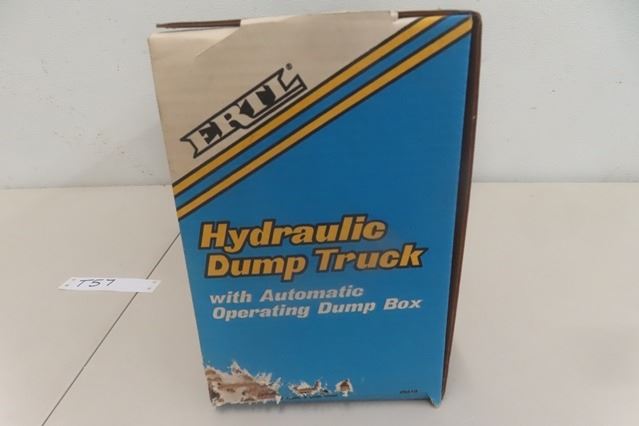 ERTL®
Hydraulic
Dump Truck
with Automatic
Operating Dump Box
T57